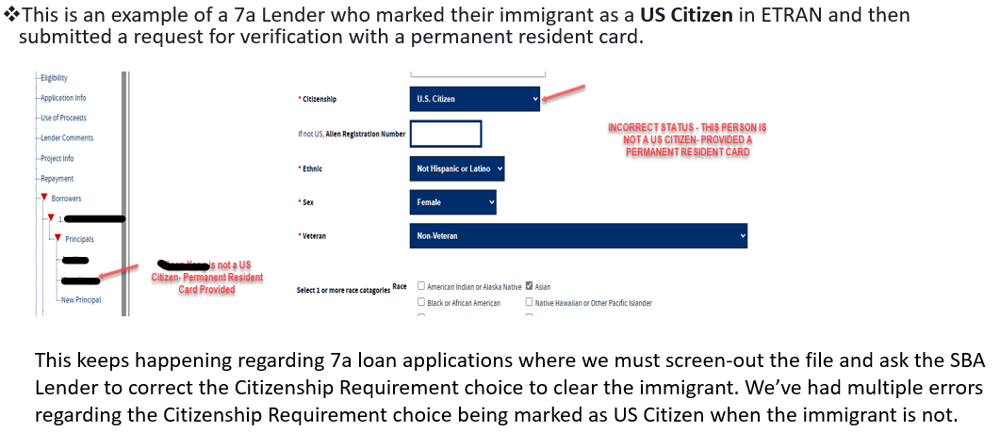 ❖This is an example of a 7a Lender who marked their immigrant as a US Citizen in ETRAN and then
submitted a request for verification with a permanent resident card.
Eligibility
Application Info
Use of Proceeds
Lender Comments
Project Info
Repayment
Borrowers
1.
Principals
New Principal
is not a US
Citizen- Permanent Resident
Card Provided
* Citizenship U.S. Citizen
If not US, Alien Registration Number
* Ethnic Not Hispanic or Latino
* Sex Female
* Veteran Non-Veteran
Select 1 or more race catagories Race American Indian or Alaska Native Asian
Black or African American Native Hawaiian or Other Pacific Islander
INCORRECT STATUS - THIS PERSON IS
NOT A US CITIZEN- PROVIDED A
PERMANENT RESIDENT CARD
This keeps happening regarding 7a loan applications where we must screen-out the file and ask the SBA
Lender to correct the Citizenship Requirement choice to clear the immigrant. We’ve had multiple errors
regarding the Citizenship Requirement choice being marked as US Citizen when the immigrant is not.